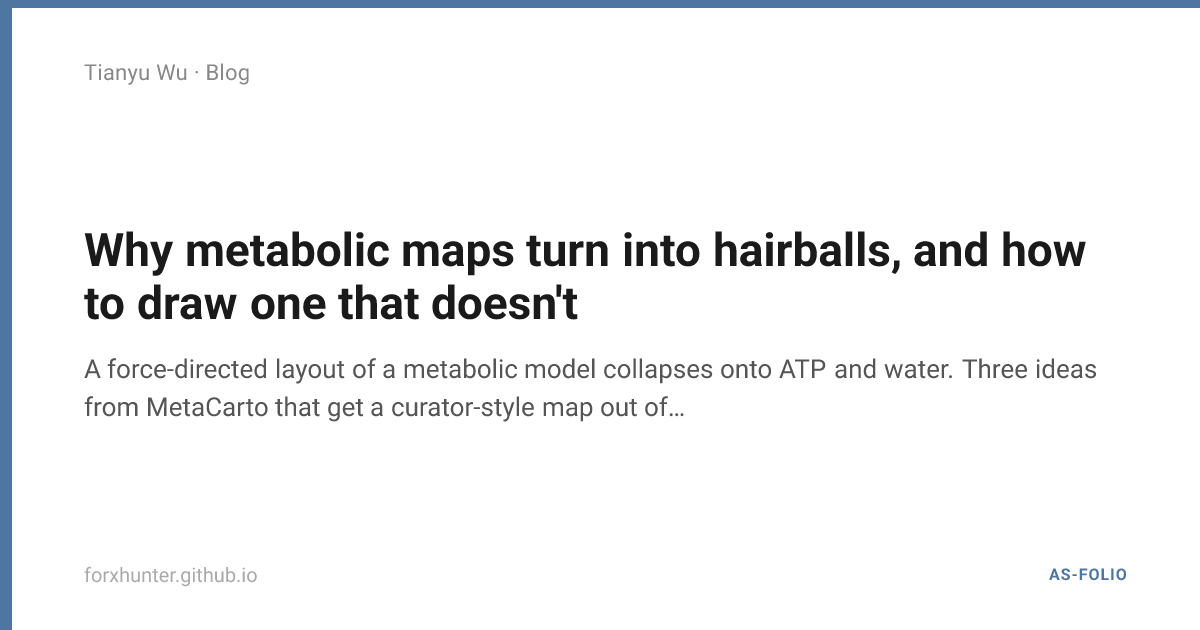 Tianyu Wu · Blog
Why metabolic maps turn into hairballs, and how
to draw one that doesn't
A force-directed layout of a metabolic model collapses onto ATP and water. Three ideas
from MetaCarto that get a curator-style map out of…
forxhunter.github.io
AS-FOLIO